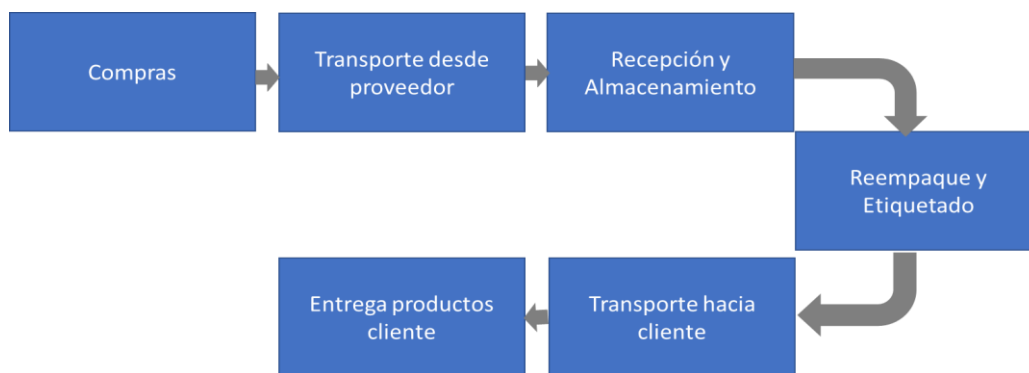 Compras
Transporte desde
proveedor
Recepción y
Almacenamiento
Reempaque y
Etiquetado
Transporte hacia
cliente
Entrega productos
cliente